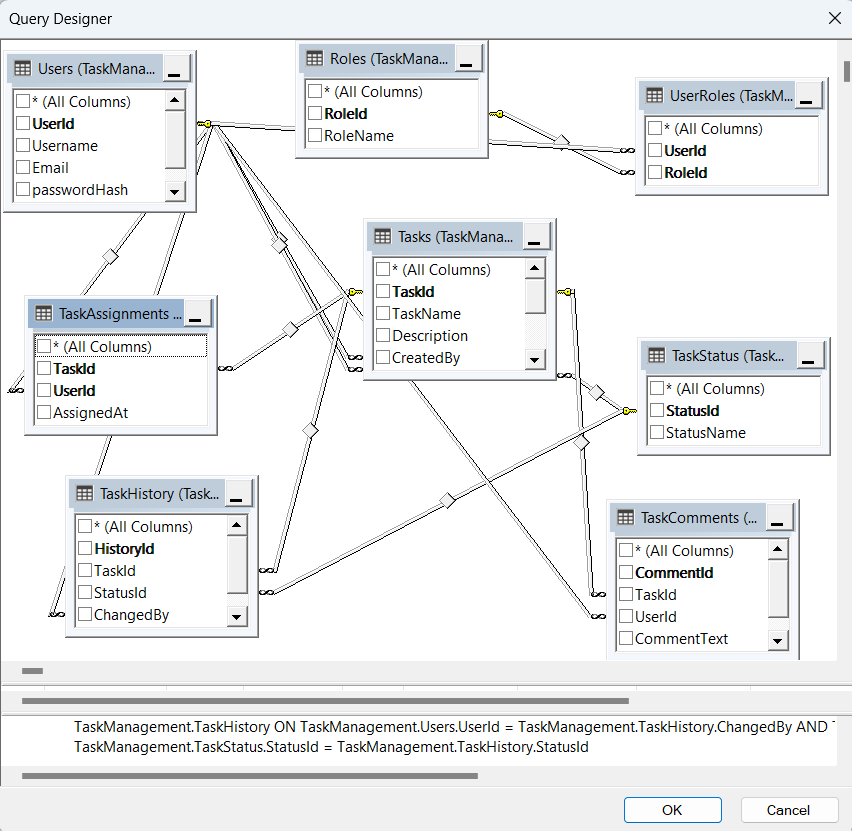 Query Designer
Users (TaskMana...
* (All Columns)
UserId
Username
Email
passwordHash
Roles (TaskMana...
* (All Columns)
RoleId
RoleName
UserRoles (TaskM...
* (All Columns)
UserId
RoleId
Tasks (TaskMana...
* (All Columns)
TaskId
TaskName
Description
CreatedBy
TaskAssignments ...
* (All Columns)
TaskId
UserId
AssignedAt
TaskStatus (Task...
* (All Columns)
StatusId
StatusName
TaskHistory (Task...
* (All Columns)
HistoryId
TaskId
StatusId
ChangedBy
TaskComments (...
* (All Columns)
CommentId
TaskId
UserId
CommentText
TaskManagement.TaskHistory ON TaskManagement.Users.UserId = TaskManagement.TaskHistory.ChangedBy AND
TaskManagement.TaskStatus.StatusId = TaskManagement.TaskHistory.StatusId
OK
Cancel